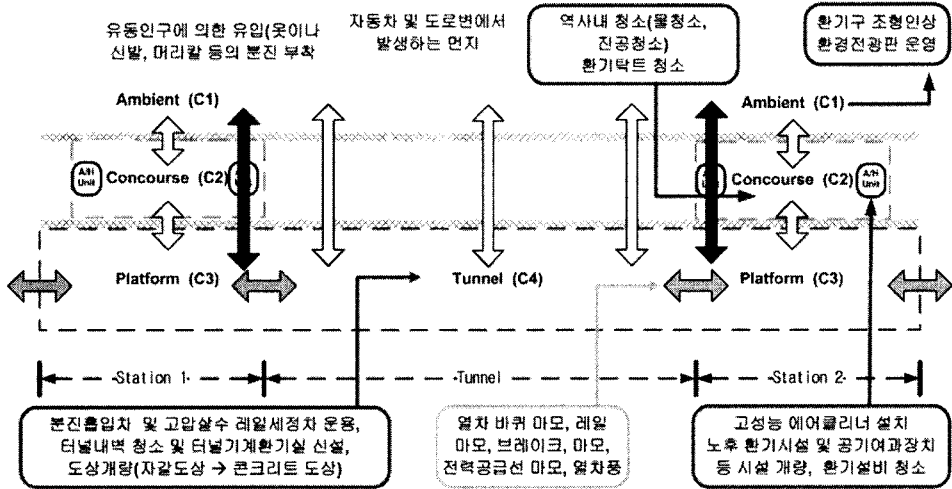 유동인구에 의한 유입(옷이나
신발, 머리칼 등의 분진 부착
자동차 및 도로변에서
발생하는 먼지
역사내 청소(물청소,
진공청소)
환기탁트 청소
환기구 조형인상
환경전광판 운영
Ambient (C1)
Ambient (C1)
A/H
Unit
Concourse (C2)
Concourse (C2)
A/H
Unit
Platform (C3)
Tunnel (C4)
Platform (C3)
Station 1
Tunnel
Station 2
분진흡입차 및 고압살수 레일세정차 운용,
터널내벽 청소 및 터널기계환기실 신설,
도상개량(자갈도상 → 콘크리트 도상)
열차 바퀴 마모, 레일
마모, 브레이크, 마모,
전력공급선 마모, 열차풍
고성능 에어클리너 설치
노후 환기시설 및 공기여과장치
등 시설 개량, 환기설비 청소